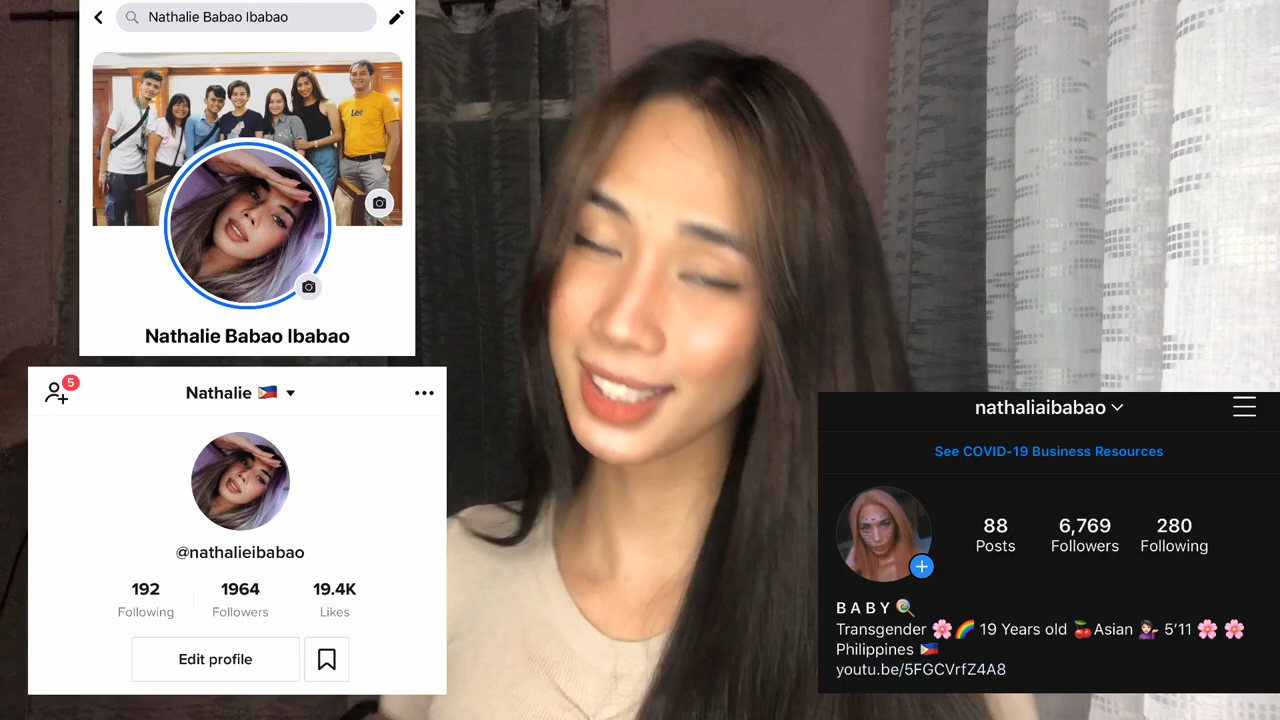 Nathalie Babao Ibabao
Lee
Nathalie Babao Ibabao
5
Nathalie 🇵🇭
@nathalieibabao
192 1964 19.4K
Following Followers Likes
Edit profile
nathaliaibabao
See COVID-19 Business Resources
88 6,769 280
Posts Followers Following
B A B Y 🍭
Transgender 🌸🌈 19 Years old 🍒Asian 💁🏻‍♀️ 5'11 🌸 🌸
Philippines 🇵🇭
youtu.be/5FGCVrfZ4A8